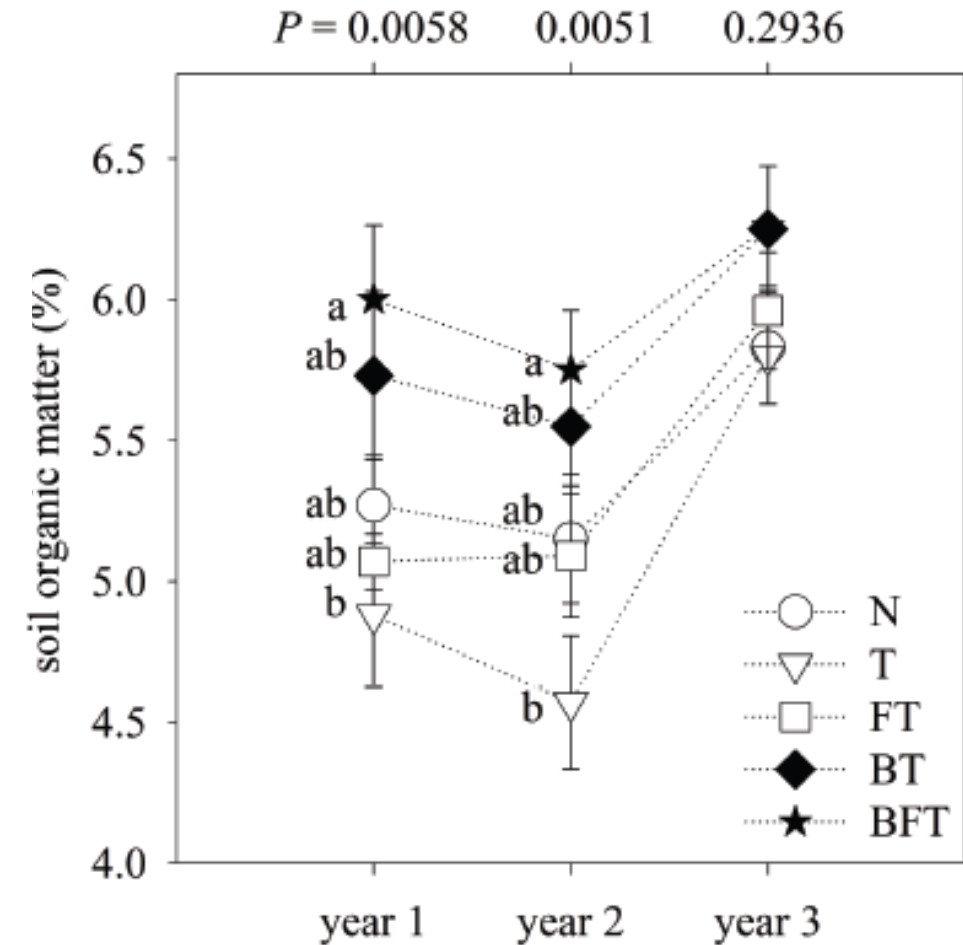 P = 0.0058 0.0051 0.2936
soil organic matter (%)
6.5
6.0
5.5
5.0
4.5
4.0
a
ab
ab
ab
b
a
ab
ab
ab
b
N
T
FT
BT
BFT
year 1 year 2 year 3